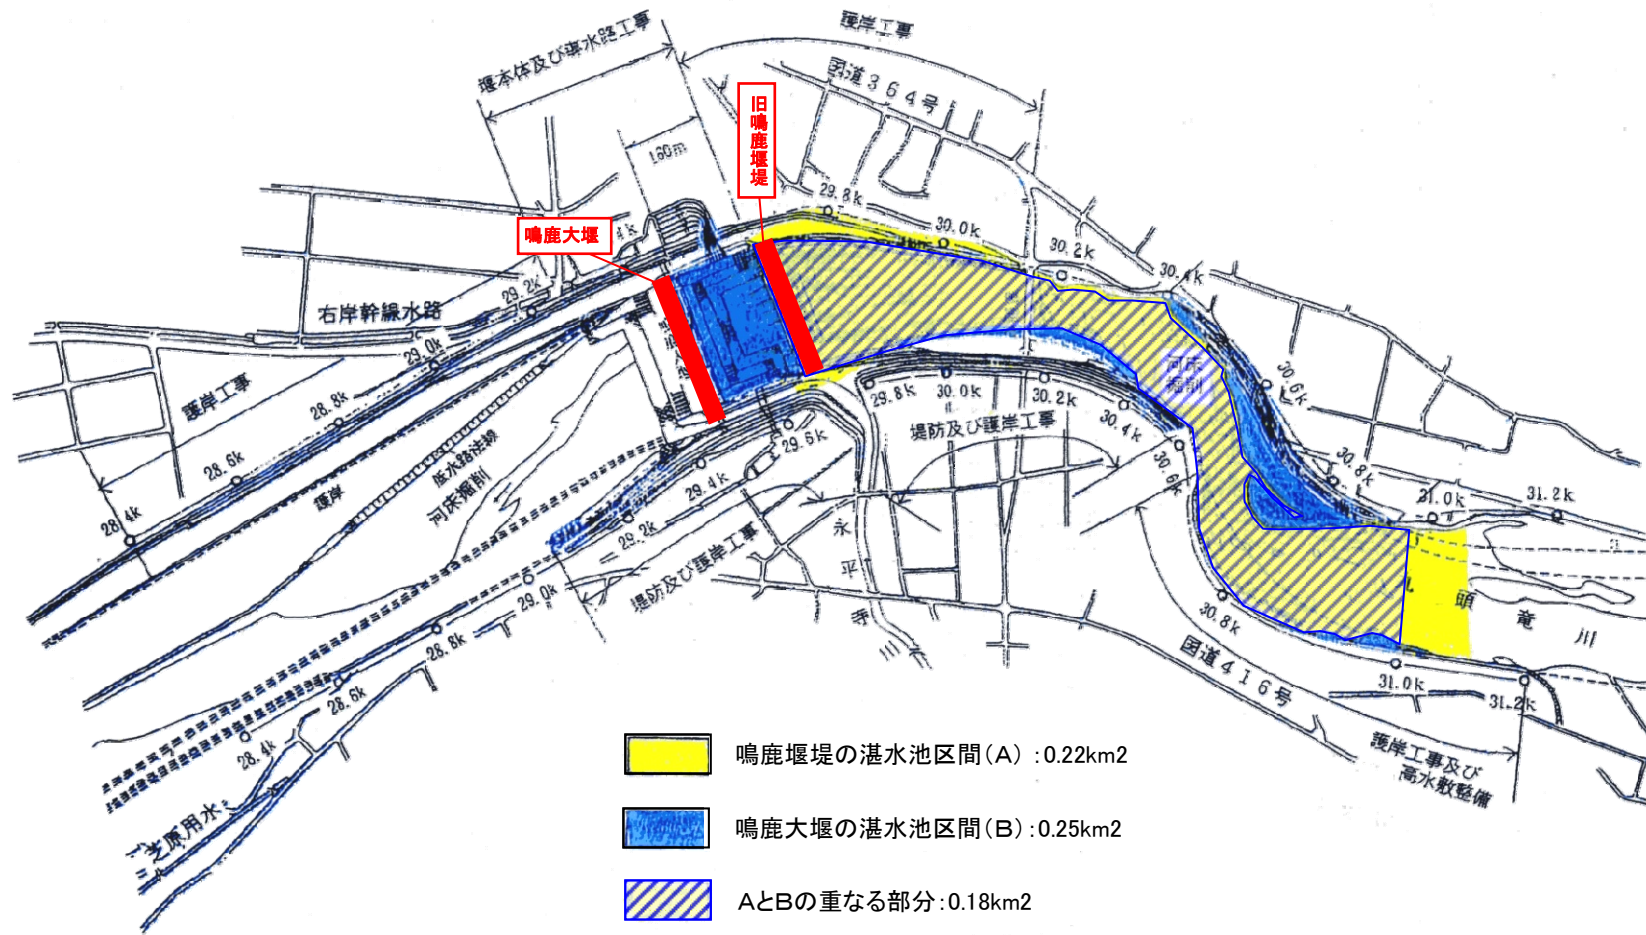 堰本体及び導水路工事
護岸工事
国道364号
旧鳴鹿堰堤
160m
鳴鹿大堰
4k
29.8k
30.0k
30.2k
30.4k
29.2k
右岸幹線水路
29.0k
護岸工事
28.8k
28.6k
28.4k
護岸
低水路法線
河床掘削
河床
掘削
30.6k
30.8k
31.0k
31.2k
29.8k
30.0k
30.2k
30.4k
30.6k
堤防及び護岸工事
29.6k
29.4k
29.2k
29.0k
28.8k
28.6k
28.4k
堤防及び護岸工事
永平寺川
芝原用水
30.8k
31.0k
31.2k
九頭竜川
国道416号
護岸工事及び
高水敷整備
鳴鹿堰堤の湛水池区間(A):0.22km2
鳴鹿大堰の湛水池区間(B):0.25km2
AとBの重なる部分:0.18km2